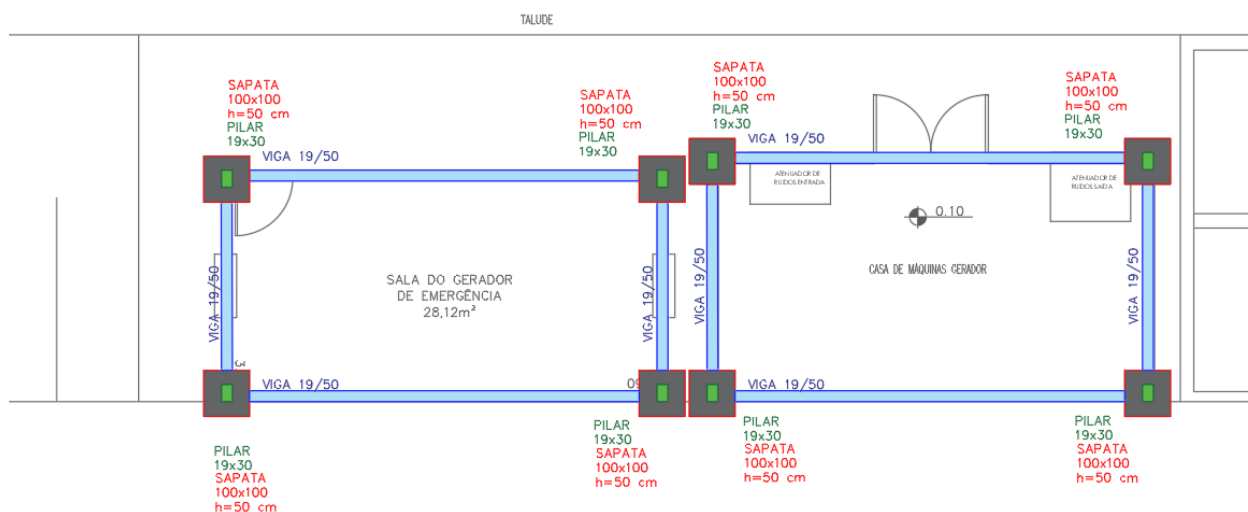 TALUDE
SAPATA
100x100
h=50 cm
PILAR
19x30
VIGA 19/50
SAPATA
100x100
h=50 cm
PILAR
19x30
SAPATA
100x100
h=50 cm
PILAR
19x30
VIGA 19/50
SAPATA
100x100
h=50 cm
PILAR
19x30
ATENUADOR DE
RUIDOS ENTRADA
ATENUADOR DE
RUIDOS SAIDA
0.10
VIGA 19/50
SALA DO GERADOR
DE EMERGÊNCIA
28,12m²
VIGA 19/50
VIGA 19/50
CASA DE MÁQUINAS GERADOR
VIGA 19/50
VIGA 19/50
VIGA 19/50
PILAR
19x30
SAPATA
100x100
h=50 cm
PILAR
19x30
SAPATA
100x100
h=50 cm
PILAR
19x30
SAPATA
100x100
h=50 cm
PILAR
19x30
SAPATA
100x100
h=50 cm